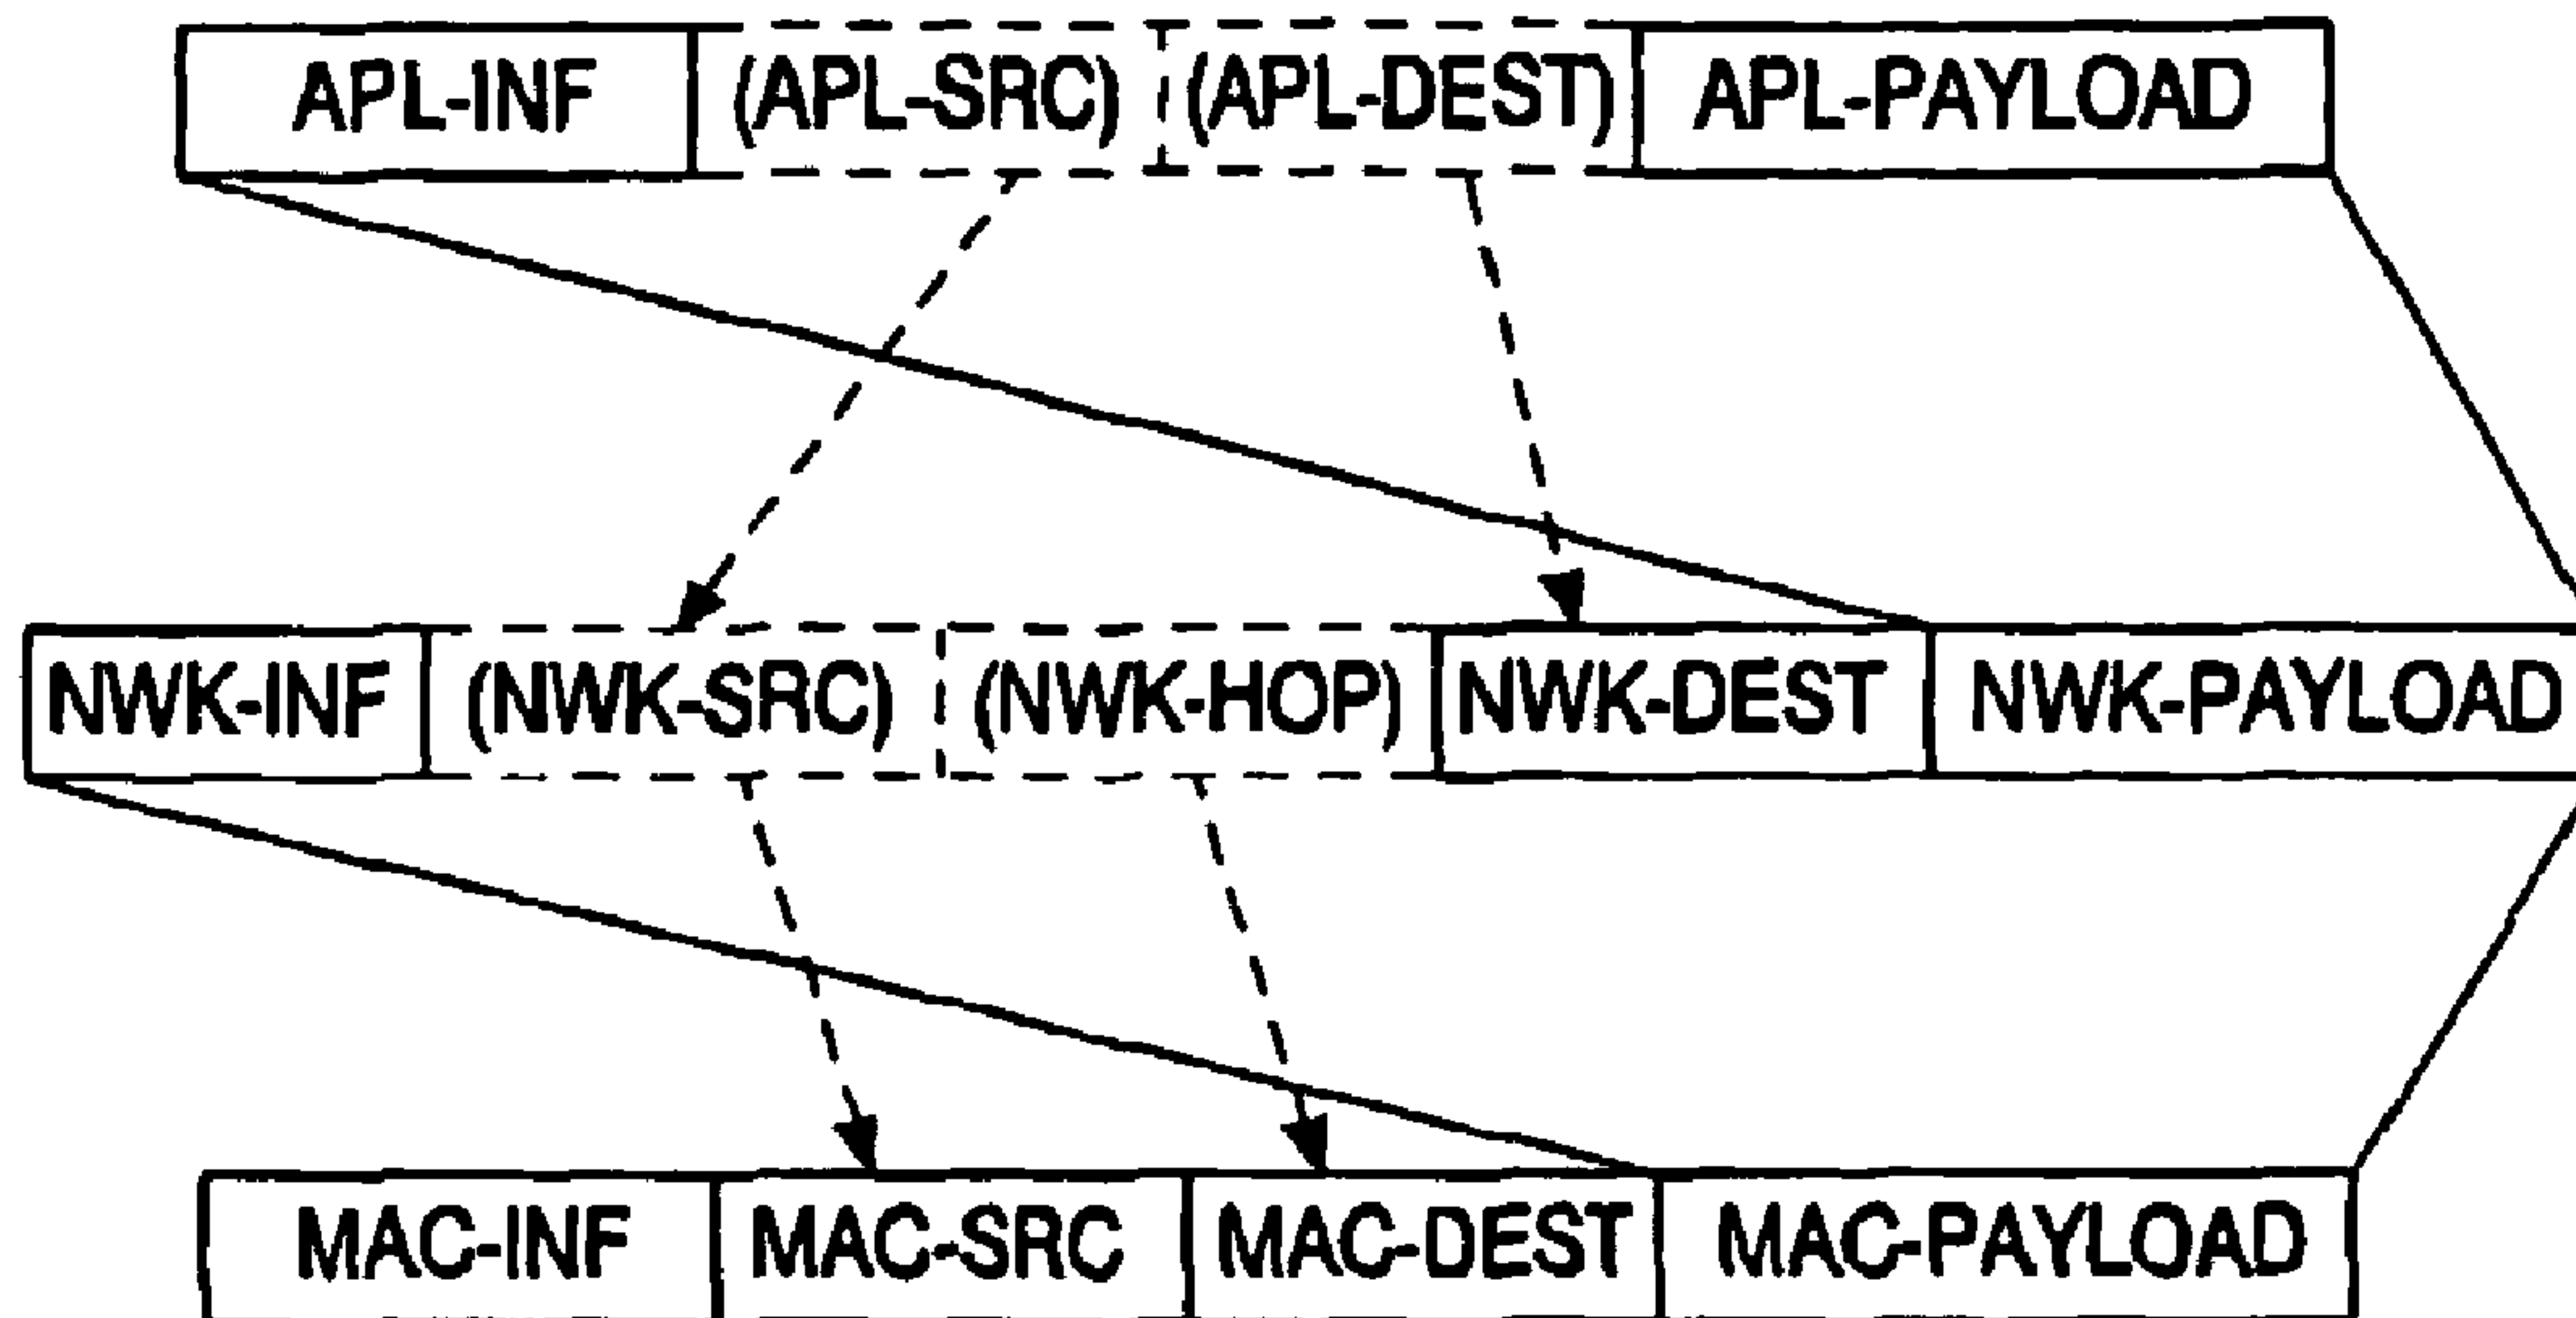 APL-INF (APL-SRC) (APL-DEST) APL-PAYLOAD
NWK-INF (NWK-SRC) (NWK-HOP) NWK-DEST NWK-PAYLOAD
MAC-INF MAC-SRC MAC-DEST MAC-PAYLOAD